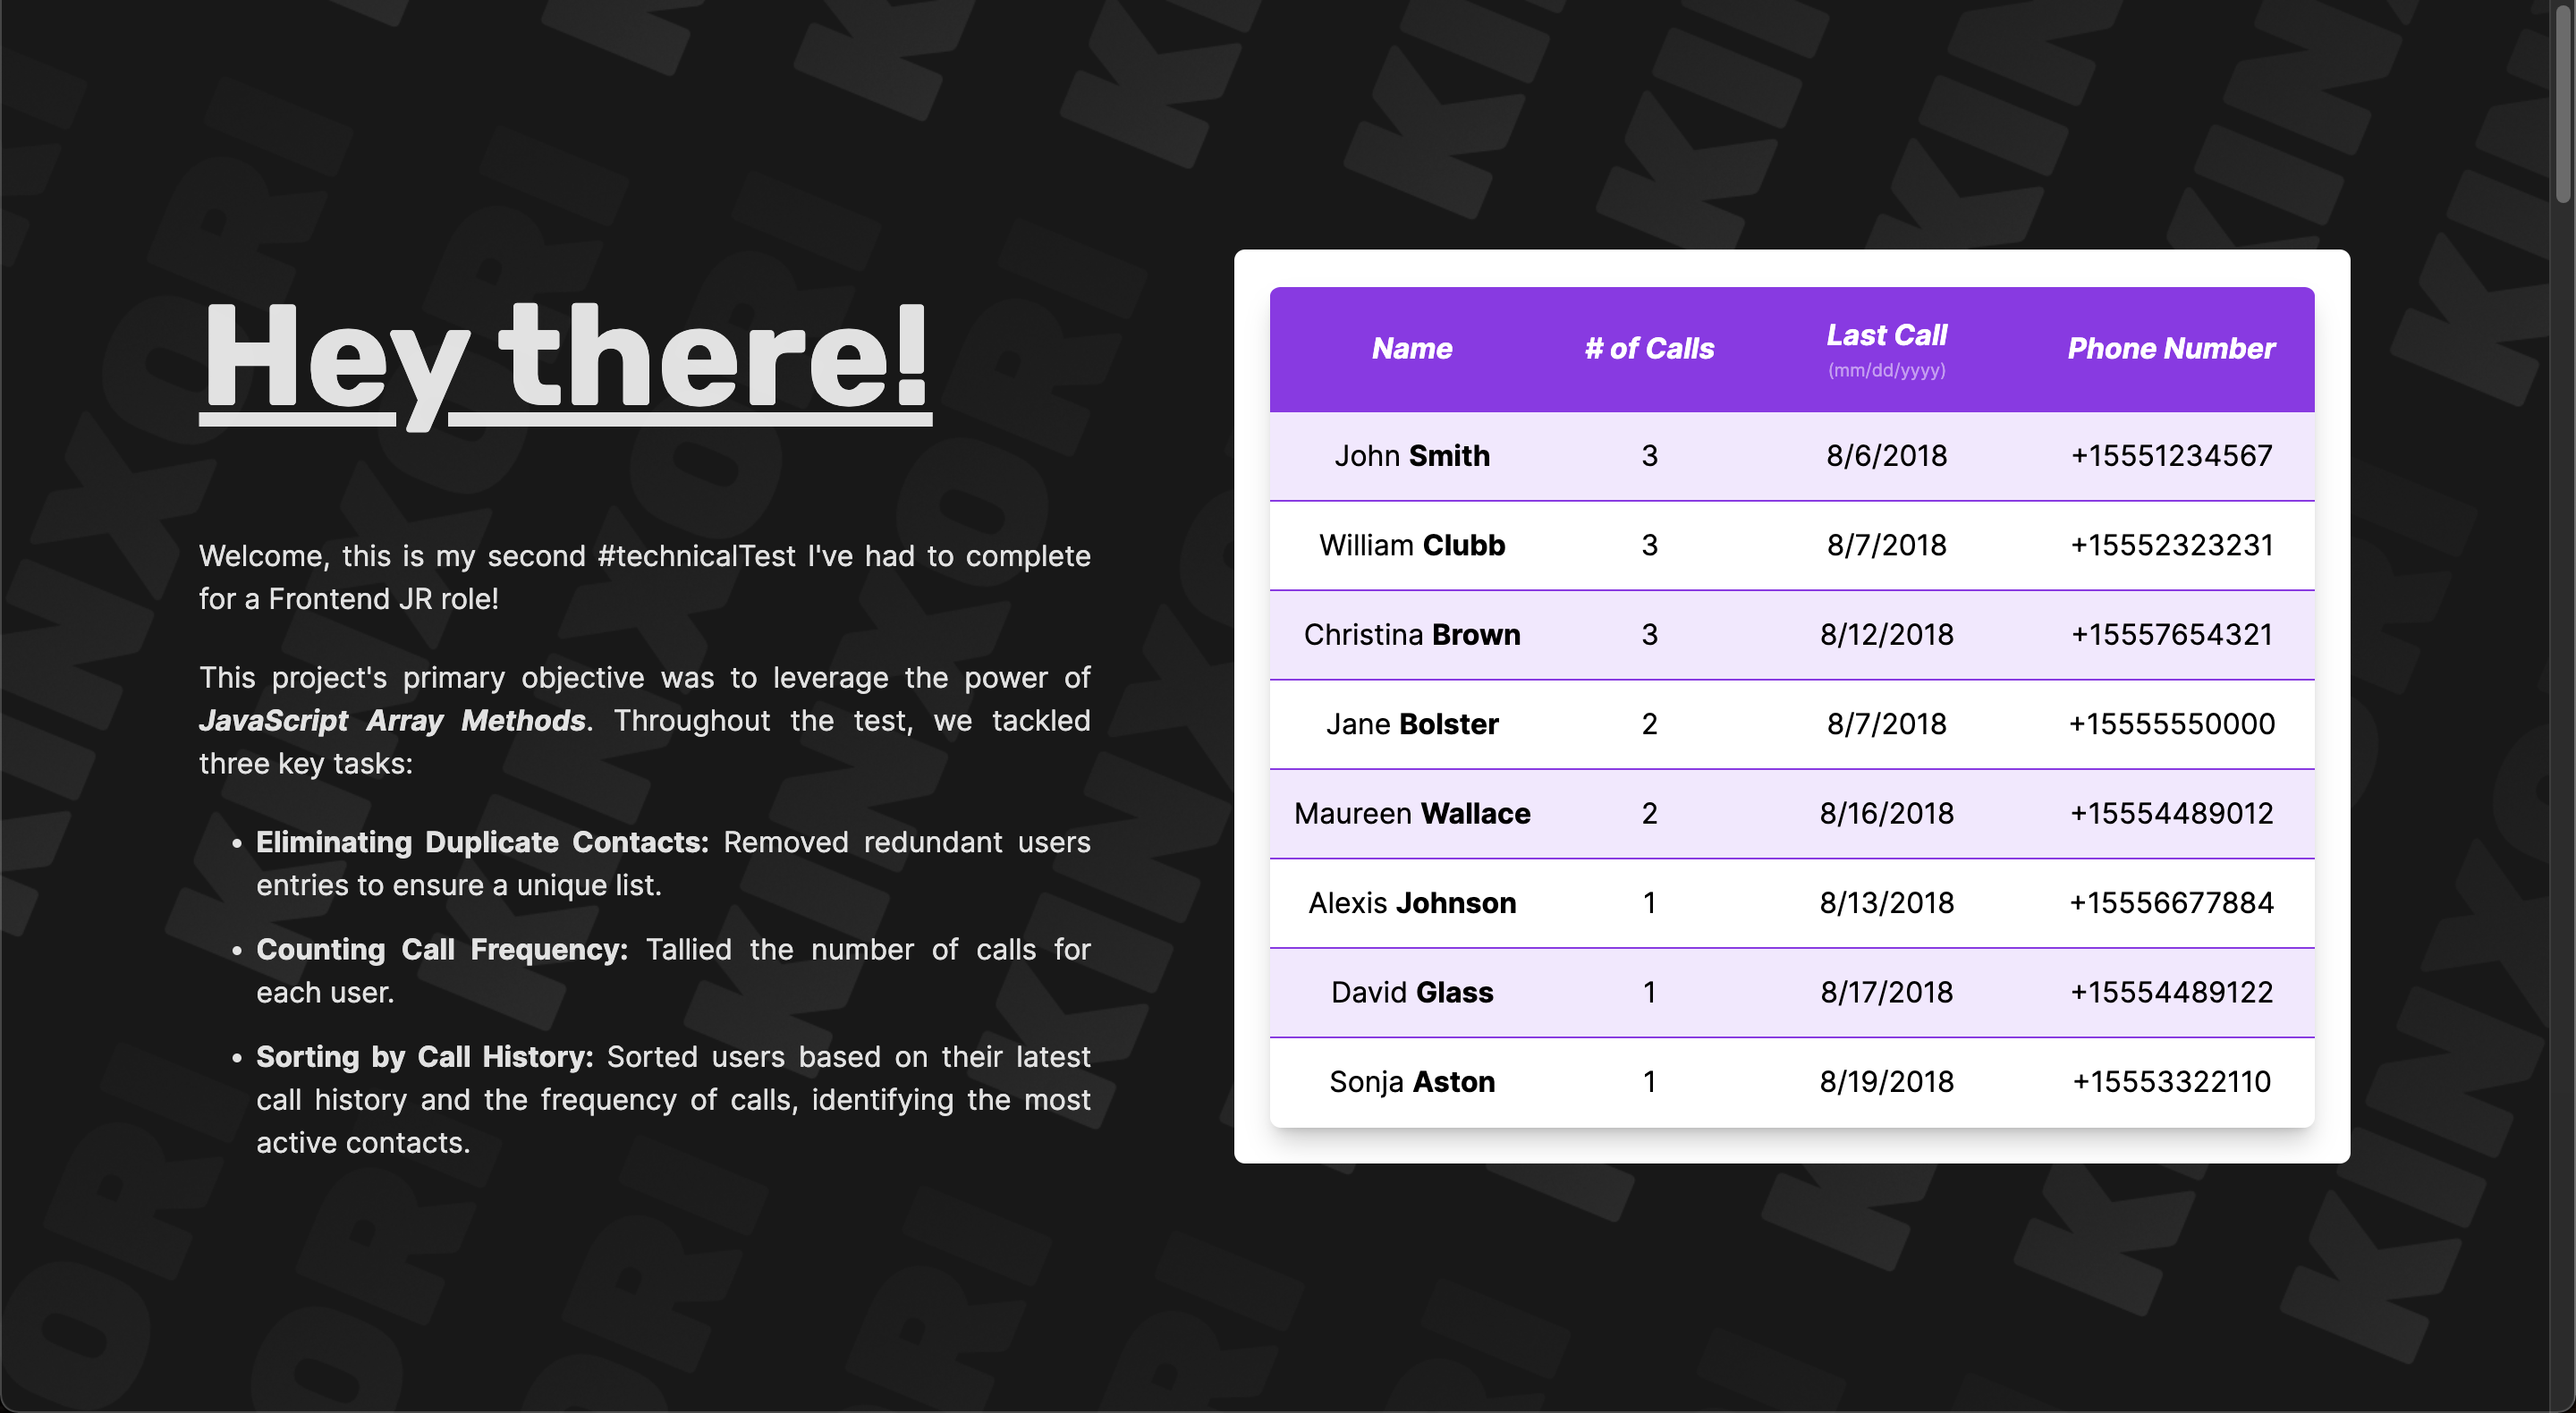 Hey there!
Welcome, this is my second #technicalTest I've had to complete
for a Frontend JR role!
This project's primary objective was to leverage the power of
JavaScript Array Methods. Throughout the test, we tackled
three key tasks:
• Eliminating Duplicate Contacts: Removed redundant users
entries to ensure a unique list.
• Counting Call Frequency: Tallied the number of calls for
each user.
• Sorting by Call History: Sorted users based on their latest
call history and the frequency of calls, identifying the most
active contacts.
Name # of Calls Last Call (mm/dd/yyyy) Phone Number
John Smith 3 8/6/2018 +15551234567
William Clubb 3 8/7/2018 +15552323231
Christina Brown 3 8/12/2018 +15557654321
Jane Bolster 2 8/7/2018 +15555550000
Maureen Wallace 2 8/16/2018 +15554489012
Alexis Johnson 1 8/13/2018 +15556677884
David Glass 1 8/17/2018 +15554489122
Sonja Aston 1 8/19/2018 +15553322110
KINXORI